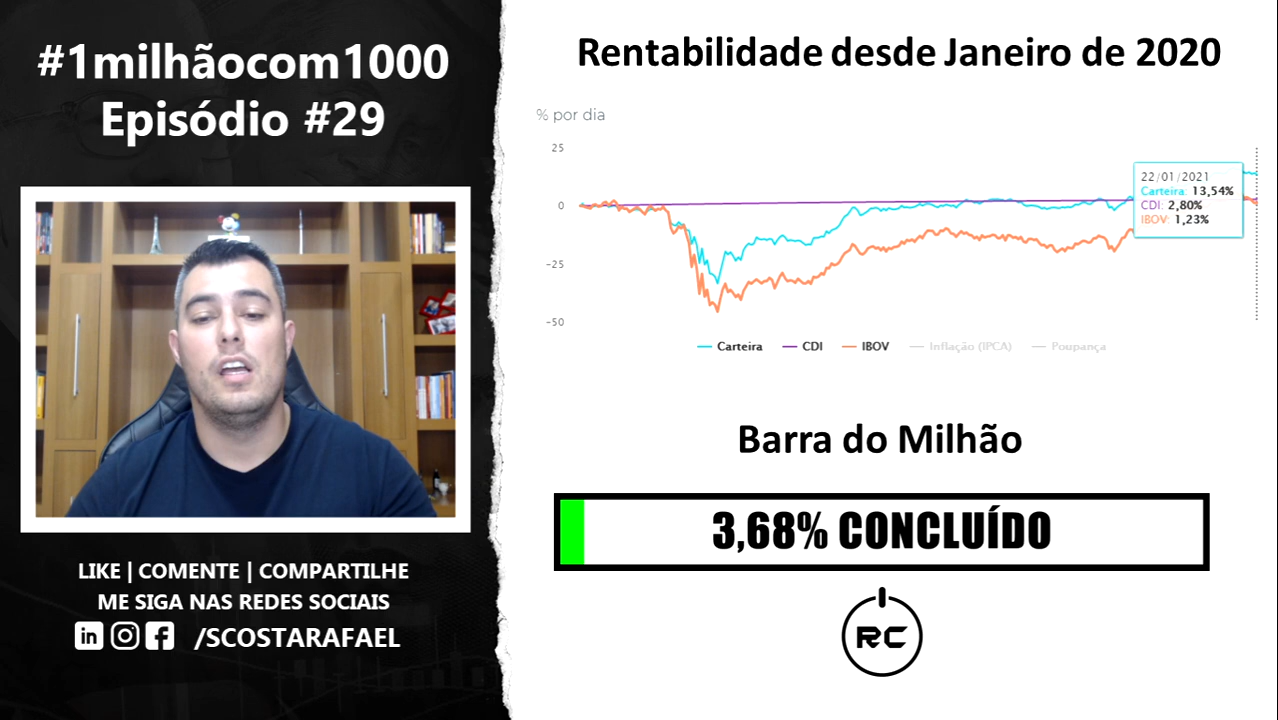 #1milhãocom1000
Episódio #29
LIKE | COMENTE | COMPARTILHE
ME SIGA NAS REDES SOCIAIS
in /SCOSTARAFAEL
Rentabilidade desde Janeiro de 2020
% por dia
25
0
-25
-50
22/01/2021
Carteira: 13,54%
CDI: 2,80%
IBOV: 1,23%
Carteira CDI IBOV Inflação (IPCA) Poupança
Barra do Milhão
3,68% CONCLUÍDO
RC